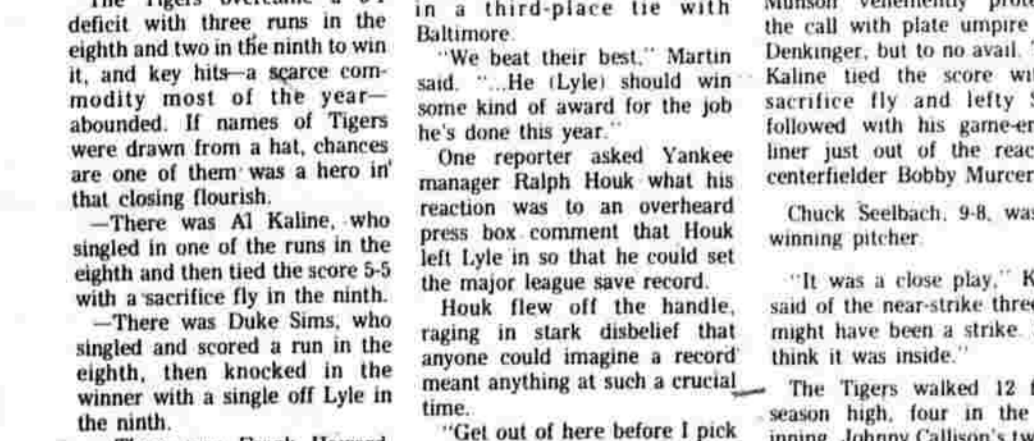 The Tigers overcame a
deficit with three runs in the
eighth and two in the ninth to win
it, and key hits—a scarce com-
modity most of the year—
abounded. If names of Tigers
were drawn from a hat, chances
are one of them was a hero in
that closing flourish.
—There was Al Kaline, who
singled in one of the runs in the
eighth and then tied the score 5-5
with a sacrifice fly in the ninth.
—There was Duke Sims, who
singled and scored a run in the
eighth, then knocked in the
winner with a single off Lyle in
the ninth.
in a third-place tie with
Baltimore.
"We beat their best," Martin
said. "...He (Lyle) should win
some kind of award for the job
he's done this year."
One reporter asked Yankee
manager Ralph Houk what his
reaction was to an overheard
press box comment that Houk
left Lyle in so that he could set
the major league save record.
Houk flew off the handle,
raging in stark disbelief that
anyone could imagine a record
meant anything at such a crucial
time.
"Get out of here before I pick
Munson vehemently
the call with plate umpire
Denkinger, but to no avail.
Kaline tied the score
sacrifice fly and lefty
followed with his
liner just out of the
centerfielder Bobby
Chuck Seelbach, 9-8,
winning pitcher.
"It was a close play,"
said of the near-strike
might have been a strike.
think it was inside."
The Tigers walked 12
season high, four in the
inning. Johnny Callison's